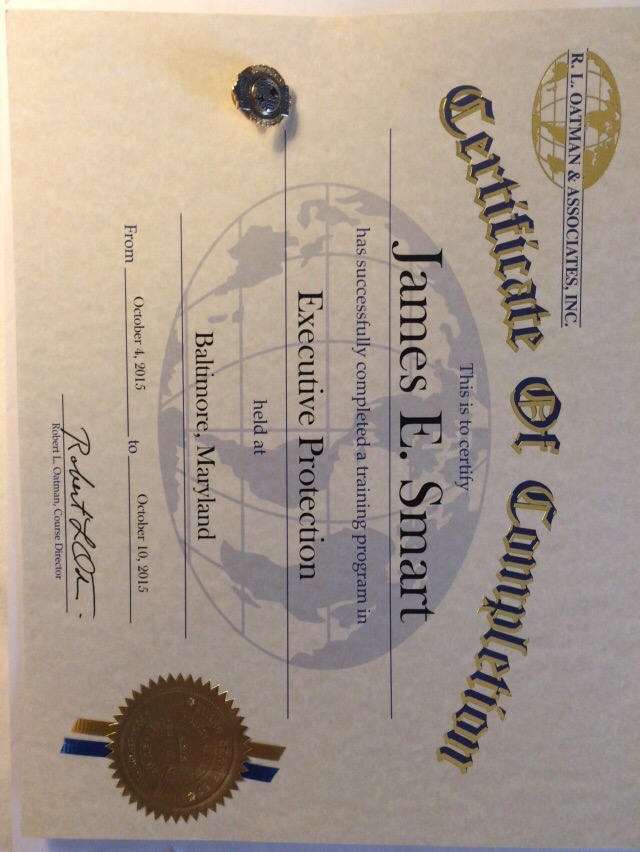 R. L. OATMAN & ASSOCIATES, INC.
Certificate Of Completion
This is to certify
James E. Smart
has successfully completed a training program in
Executive Protection
held at
Baltimore, Maryland
From October 4, 2015 to October 10, 2015
Robert L. Oatman, Course Director